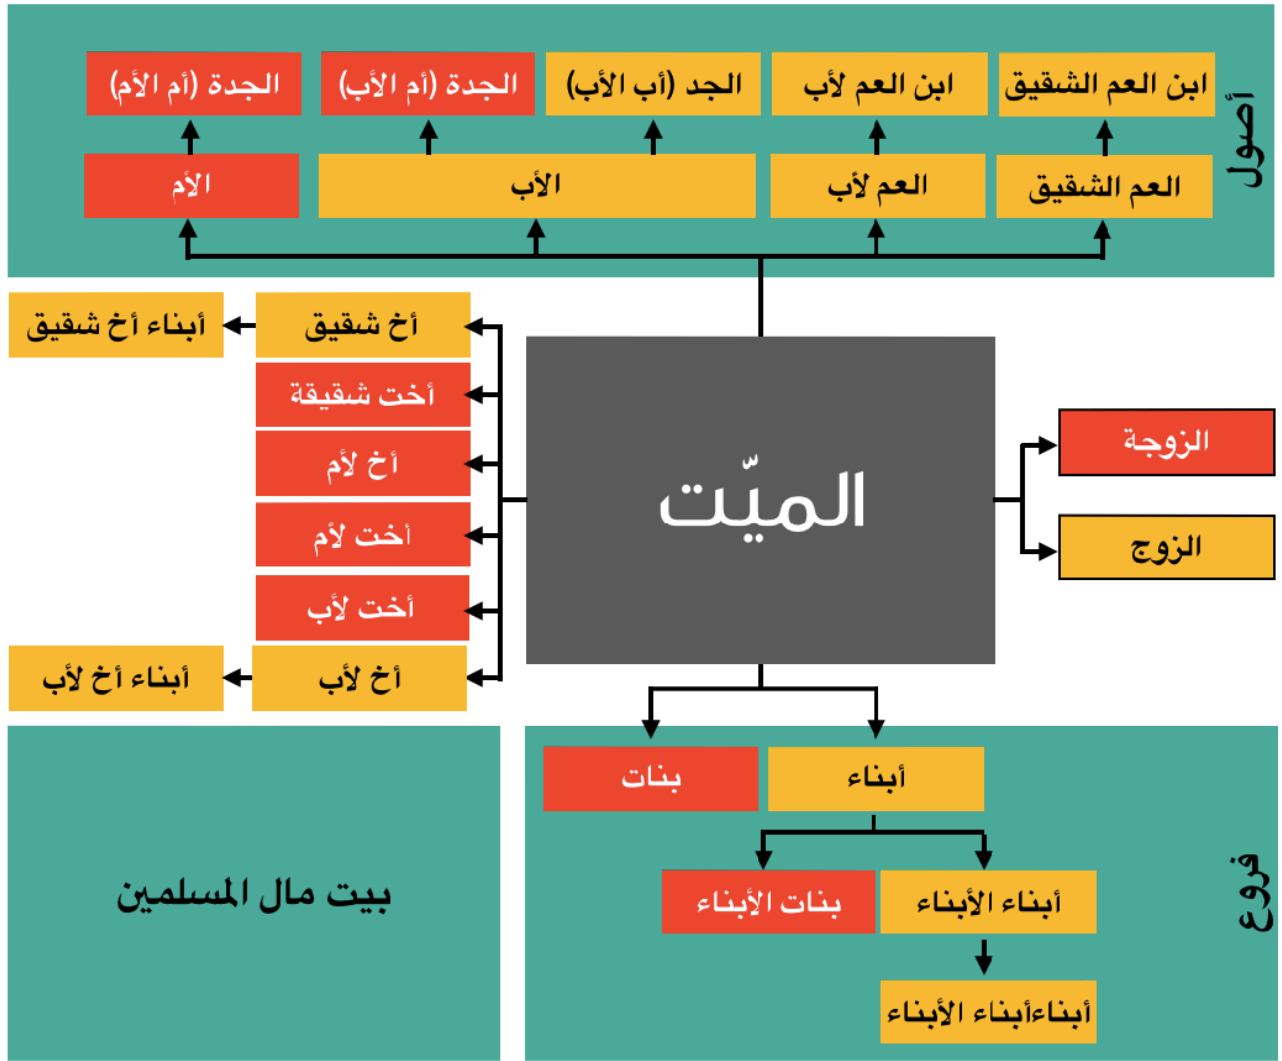 أصول
ابن العم الشقيق
ابن العم لأب
الجد (أب الأب)
الجدة (أم الأب)
الجدة (أم الأم)
العم الشقيق
العم لأب
الأب
الأم
الميّت
الزوجة
الزوج
أخ شقيق
أبناء أخ شقيق
أخت شقيقة
أخ لأم
أخت لأم
أخت لأب
أخ لأب
أبناء أخ لأب
فروع
أبناء
بنات
أبناء الأبناء
بنات الأبناء
أبناءأبناء الأبناء
بيت مال المسلمين